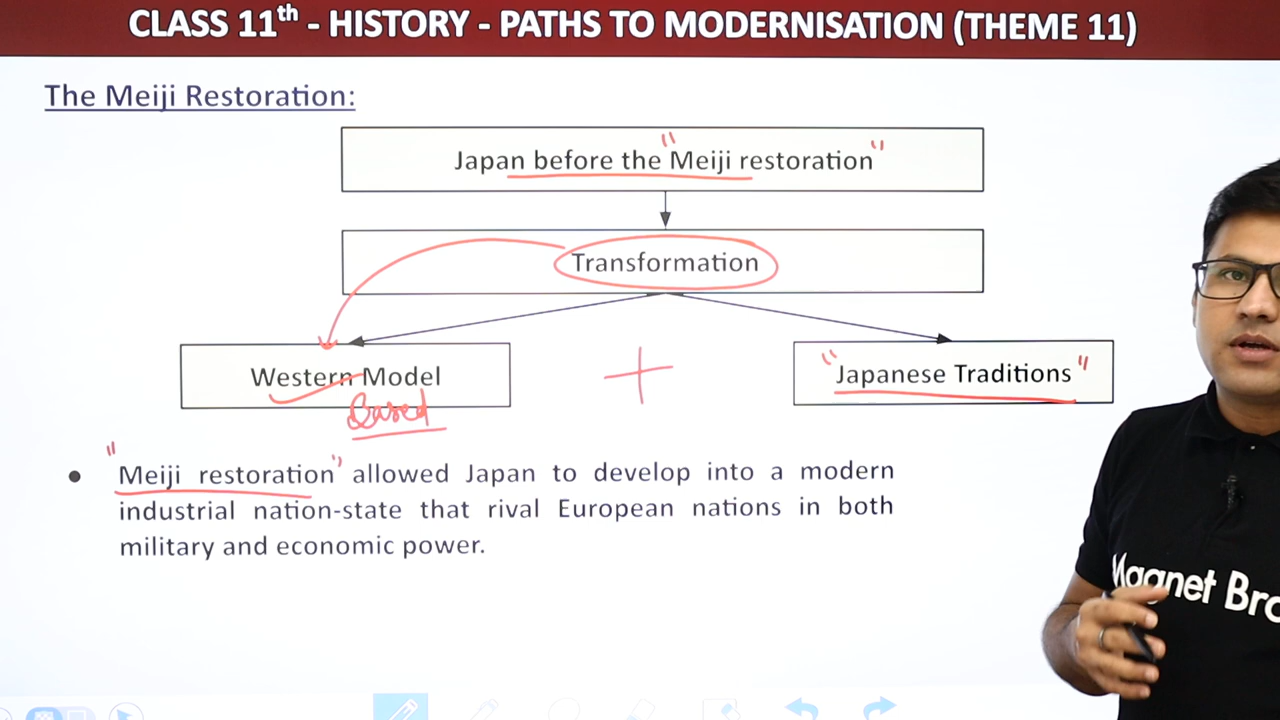 CLASS 11th - HISTORY - PATHS TO MODERNISATION (THEME 11)
The Meiji Restoration:
Japan before the "Meiji restoration"
Transformation
Western Model
Based
+
"Japanese Traditions"
● "Meiji restoration" allowed Japan to develop into a modern
industrial nation-state that rival European nations in both
military and economic power.
Magnet Bro